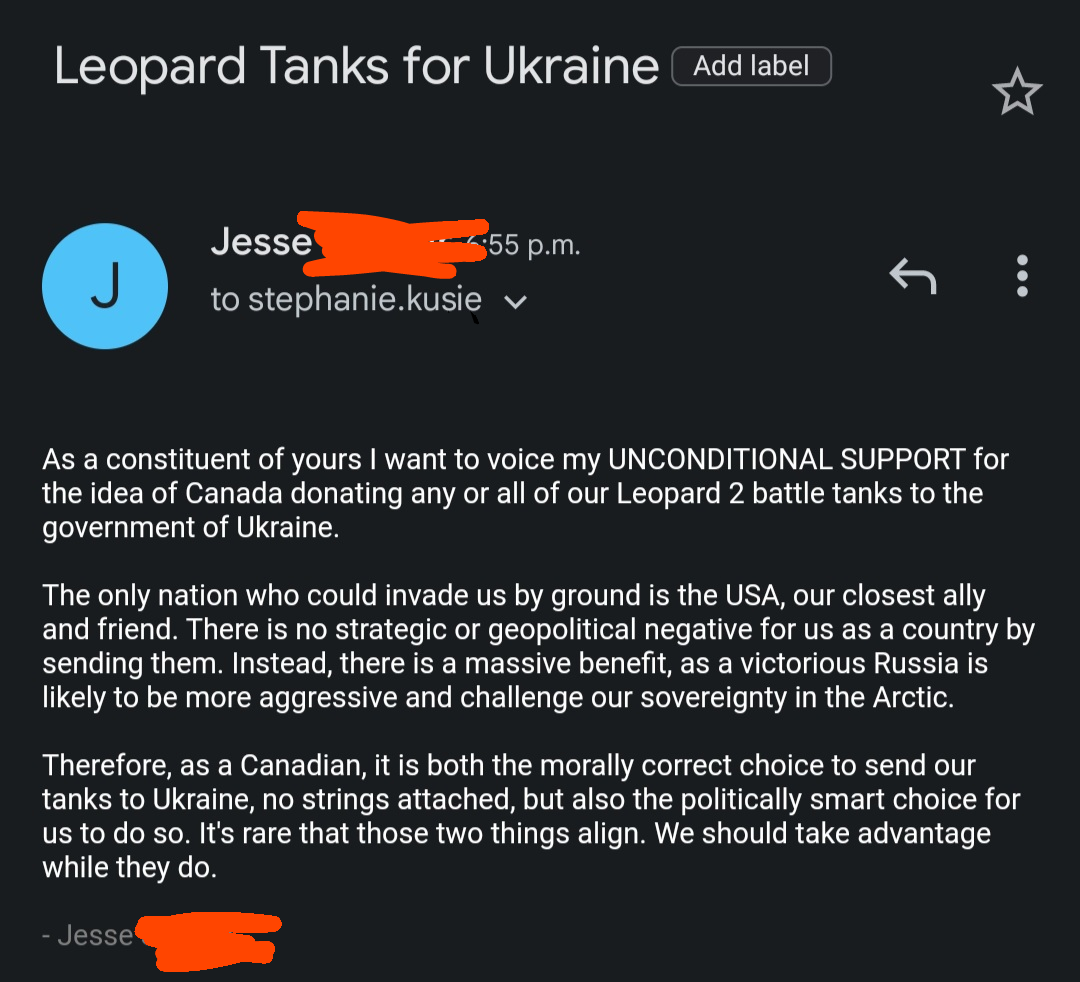 Leopard Tanks for Ukraine Add label
J
Jesse :55 p.m.
to stephanie.kusie
As a constituent of yours I want to voice my UNCONDITIONAL SUPPORT for
the idea of Canada donating any or all of our Leopard 2 battle tanks to the
government of Ukraine.
The only nation who could invade us by ground is the USA, our closest ally
and friend. There is no strategic or geopolitical negative for us as a country by
sending them. Instead, there is a massive benefit, as a victorious Russia is
likely to be more aggressive and challenge our sovereignty in the Arctic.
Therefore, as a Canadian, it is both the morally correct choice to send our
tanks to Ukraine, no strings attached, but also the politically smart choice for
us to do so. It's rare that those two things align. We should take advantage
while they do.
- Jesse